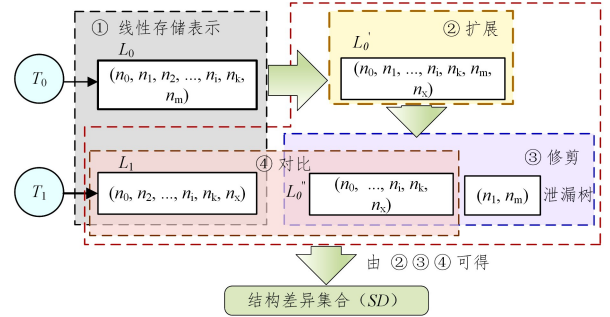 ① 线性存储表示
L0
T0
(n0, n1, n2, ..., ni, nk,
nm)
② 扩展
L0'
(n0, n1, ..., ni, nk, nm,
nx)
④ 对比
L1
T1
(n0, n2, ..., ni, nk, nx)
③ 修剪
L0''
(n0, ..., ni, nk,
nx)
(n1, nm)
泄漏树
由 ② ③ ④ 可得
结构差异集合（SD）